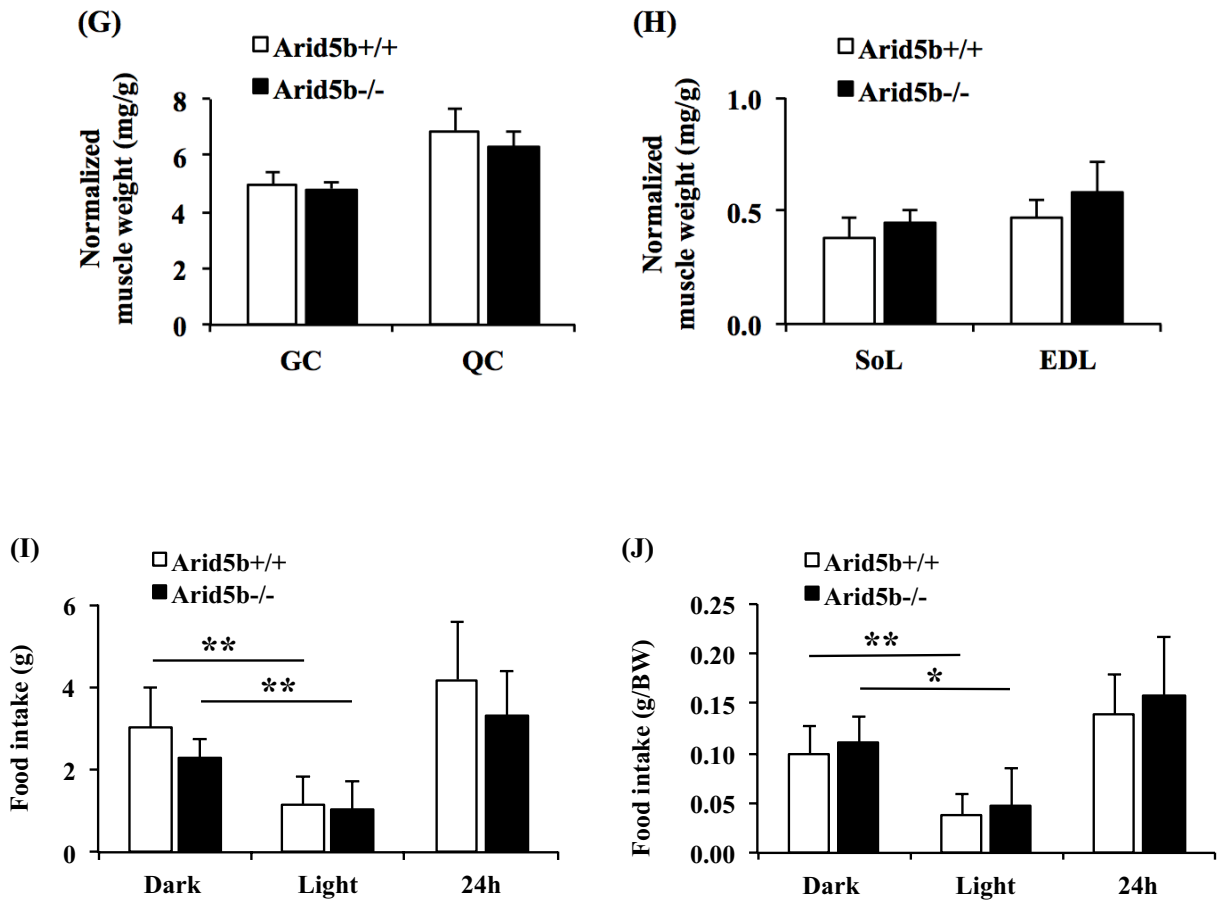 (G)
Arid5b+/+
Arid5b-/-
Normalized
muscle weight (mg/g)
8
6
4
2
0
GC QC
(H)
Arid5b+/+
Arid5b-/-
Normalized
muscle weight (mg/g)
1.0
0.5
0.0
SoL EDL
(I)
Arid5b+/+
Arid5b-/-
Food intake (g)
6
4
2
0
**
**
Dark Light 24h
(J)
Arid5b+/+
Arid5b-/-
Food intake (g/BW)
0.25
0.20
0.15
0.10
0.05
0.00
**
*
Dark Light 24h